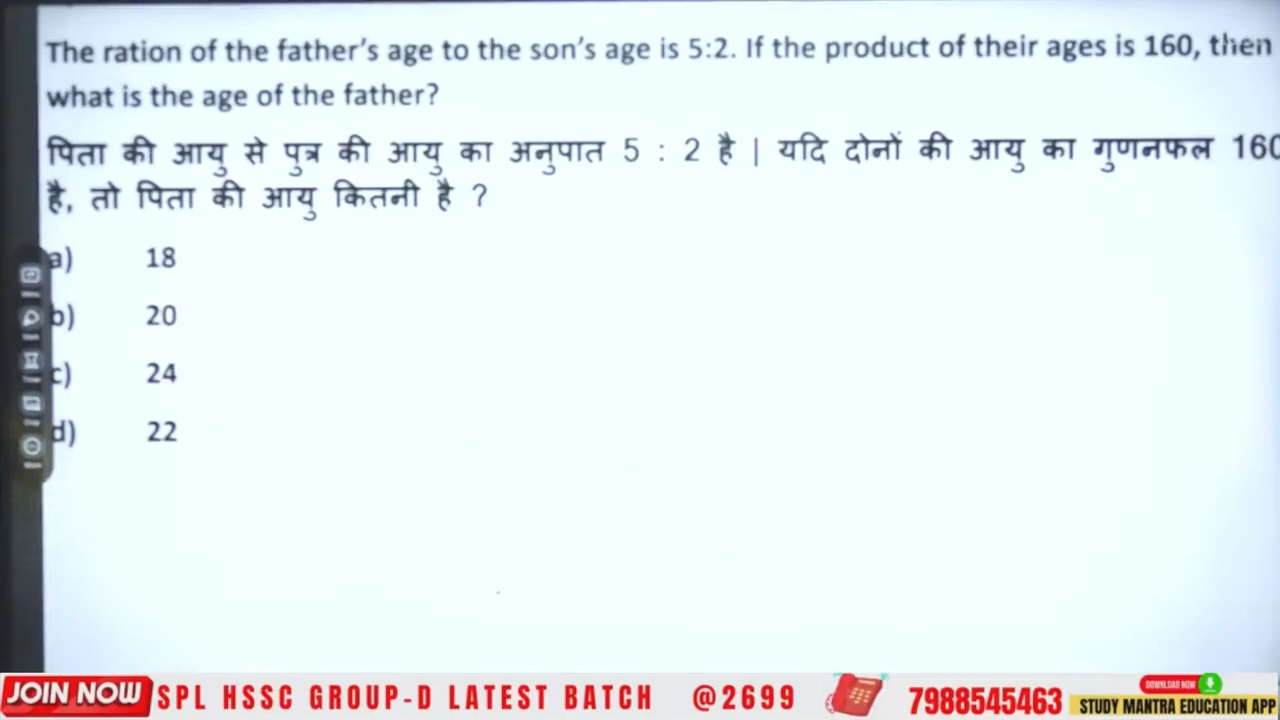 The ration of the father's age to the son's age is 5:2. If the product of their ages is 160, then
what is the age of the father?
पिता की आयु से पुत्र की आयु का अनुपात 5 : 2 है | यदि दोनों की आयु का गुणनफल 160
है, तो पिता की आयु कितनी है ?
a) 18
b) 20
c) 24
d) 22
JOIN NOW SPL HSSC GROUP-D LATEST BATCH @2699 7988545463 DOWNLOAD NOW
STUDY MANTRA EDUCATION APP